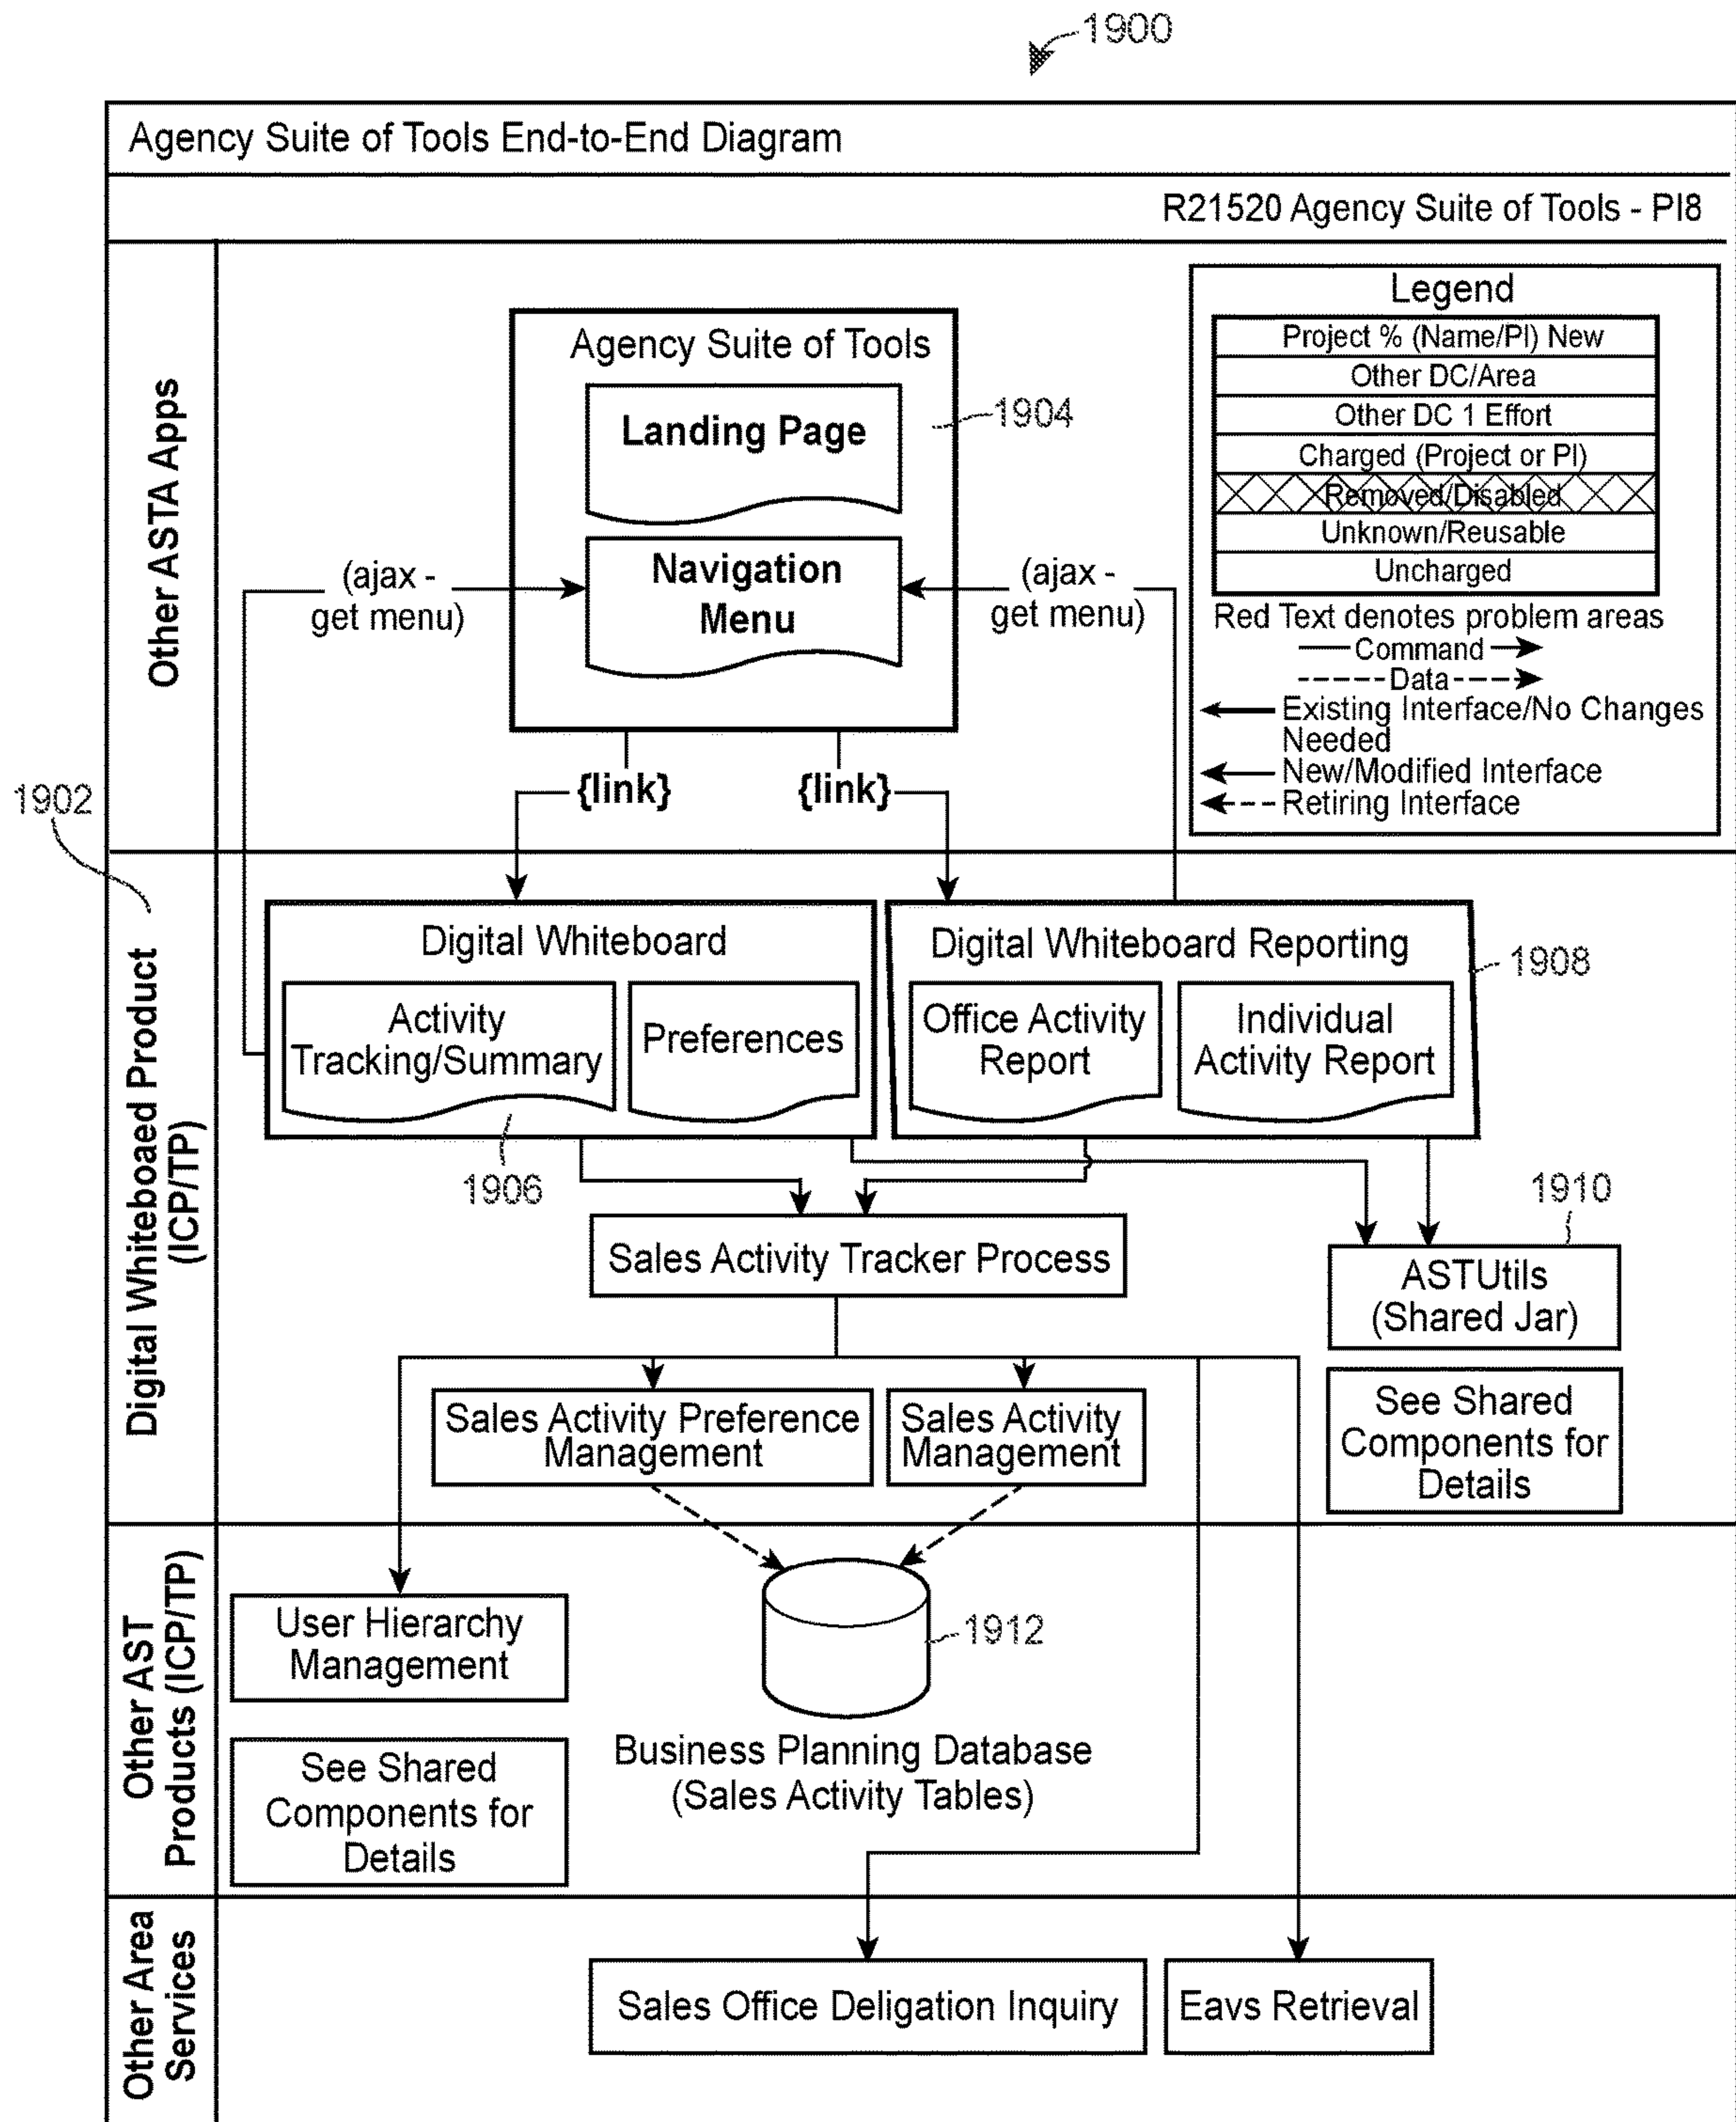 1900
Agency Suite of Tools End-to-End Diagram
R21520 Agency Suite of Tools - PI8
Other ASTA Apps
Agency Suite of Tools
Landing Page
1904
Navigation
Menu
(ajax -
get menu)
(ajax -
get menu)
{link}
{link}
Legend
Project % (Name/PI) New
Other DC/Area
Other DC 1 Effort
Charged (Project or PI)
Removed/Disabled
Unknown/Reusable
Uncharged
Red Text denotes problem areas
Command
Data
Existing Interface/No Changes
Needed
New/Modified Interface
Retiring Interface
1902
Digital Whiteboaed Product
(ICP/TP)
Digital Whiteboard
Activity
Tracking/Summary
Preferences
1906
Digital Whiteboard Reporting
Office Activity
Report
Individual
Activity Report
1908
Sales Activity Tracker Process
1910
ASTUtils
(Shared Jar)
See Shared
Components for
Details
Sales Activity Preference
Management
Sales Activity
Management
Other AST
Products (ICP/TP)
User Hierarchy
Management
See Shared
Components for
Details
1912
Business Planning Database
(Sales Activity Tables)
Other Area
Services
Sales Office Deligation Inquiry
Eavs Retrieval